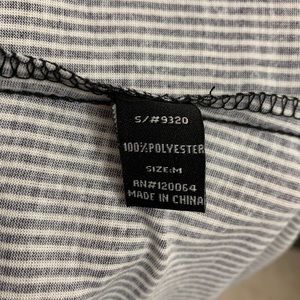 S/#9320
100%POLYESTER
SIZE:M
RN#120064
MADE IN CHINA